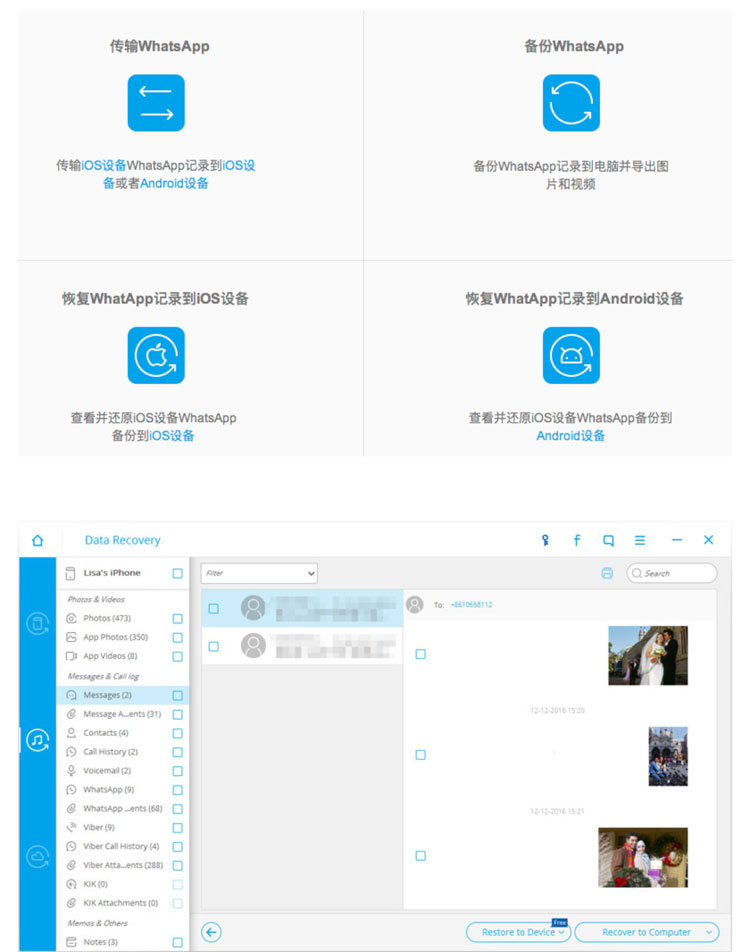 传输WhatsApp
备份WhatsApp
传输iOS设备WhatsApp记录到iOS设
备或者Android设备
备份WhatsApp记录到电脑并导出图
片和视频
恢复WhatApp记录到iOS设备
恢复WhatApp记录到Android设备
查看并还原iOS设备WhatsApp
备份到iOS设备
查看并还原iOS设备WhatsApp备份到
Android设备
Data Recovery
Lisa's iPhone
Filter
Search
Photos & Videos
Photos (473)
App Photos (350)
App Videos (8)
Messages & Call log
Messages (2)
Message A...ents (31)
Contacts (4)
Call History (2)
Voicemail (2)
WhatsApp (9)
WhatsApp ...ents (68)
Viber (9)
Viber Call History (4)
Viber Atta...ents (288)
KIK (0)
KIK Attachments (0)
Memos & Others
Notes (3)
To: +8610658112
12-12-2016 15:20
12-12-2016 15:21
Free
Restore to Device
Recover to Computer